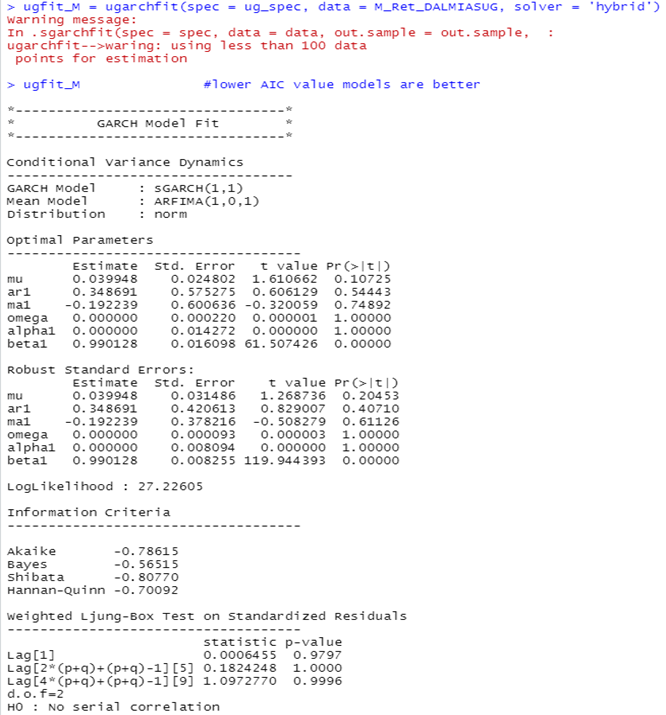 > ugfit_M = ugarchfit(spec = ug_spec, data = M_Ret_DALMIASUG, solver = 'hybrid')
Warning message:
In .sgarchfit(spec = spec, data = data, out.sample = out.sample,  :
ugarchfit-->waring: using less than 100 data
 points for estimation
> ugfit_M               #lower AIC value models are better
*---------------------------------*
*          GARCH Model Fit        *
*---------------------------------*
Conditional Variance Dynamics
-----------------------------------
GARCH Model     : sGARCH(1,1)
Mean Model      : ARFIMA(1,0,1)
Distribution    : norm
Optimal Parameters
------------------------------------
        Estimate  Std. Error   t value Pr(>|t|)
mu      0.039948    0.024802  1.610662  0.10725
ar1     0.348691    0.575275  0.606129  0.54443
ma1    -0.192239    0.600636 -0.320059  0.74892
omega   0.000000    0.000220  0.000001  1.00000
alpha1  0.000000    0.014272  0.000000  1.00000
beta1   0.990128    0.016098 61.507426  0.00000
Robust Standard Errors:
        Estimate  Std. Error    t value Pr(>|t|)
mu      0.039948    0.031486   1.268736  0.20453
ar1     0.348691    0.420613   0.829007  0.40710
ma1    -0.192239    0.378216  -0.508279  0.61126
omega   0.000000    0.000093   0.000003  1.00000
alpha1  0.000000    0.008094   0.000000  1.00000
beta1   0.990128    0.008255 119.944393  0.00000
LogLikelihood : 27.22605
Information Criteria
------------------------------------
Akaike       -0.78615
Bayes        -0.56515
Shibata      -0.80770
Hannan-Quinn -0.70092
Weighted Ljung-Box Test on Standardized Residuals
------------------------------------
                        statistic p-value
Lag[1]                  0.0006455  0.9797
Lag[2*(p+q)+(p+q)-1][5] 0.1824248  1.0000
Lag[4*(p+q)+(p+q)-1][9] 1.0972770  0.9996
d.o.f=2
H0 : No serial correlation